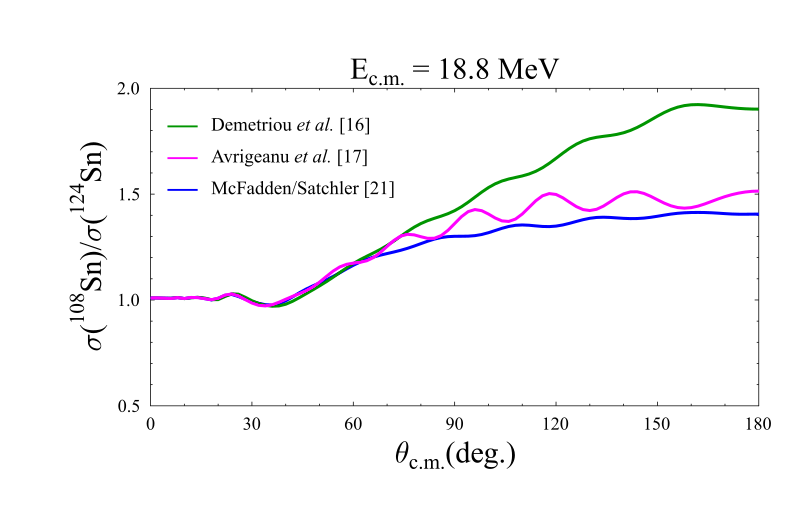 E_c.m. = 18.8 MeV
2.0
Demetriou et al. [16]
Avrigeanu et al. [17]
McFadden/Satchler [21]
1.5
σ(¹⁰⁸Sn)/σ(¹²⁴Sn)
1.0
0.5
0 30 60 90 120 150 180
θ_c.m.(deg.)